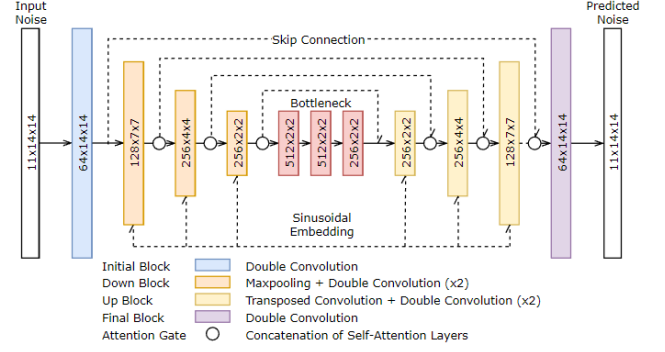 Input
Noise
Predicted
Noise
Skip Connection
Bottleneck
11x14x14
64x14x14
128x7x7
256x4x4
256x2x2
512x2x2
512x2x2
256x2x2
256x2x2
256x4x4
128x7x7
64x14x14
11x14x14
Sinusoidal
Embedding
Initial Block Double Convolution
Down Block Maxpooling + Double Convolution (x2)
Up Block Transposed Convolution + Double Convolution (x2)
Final Block Double Convolution
Attention Gate Concatenation of Self-Attention Layers